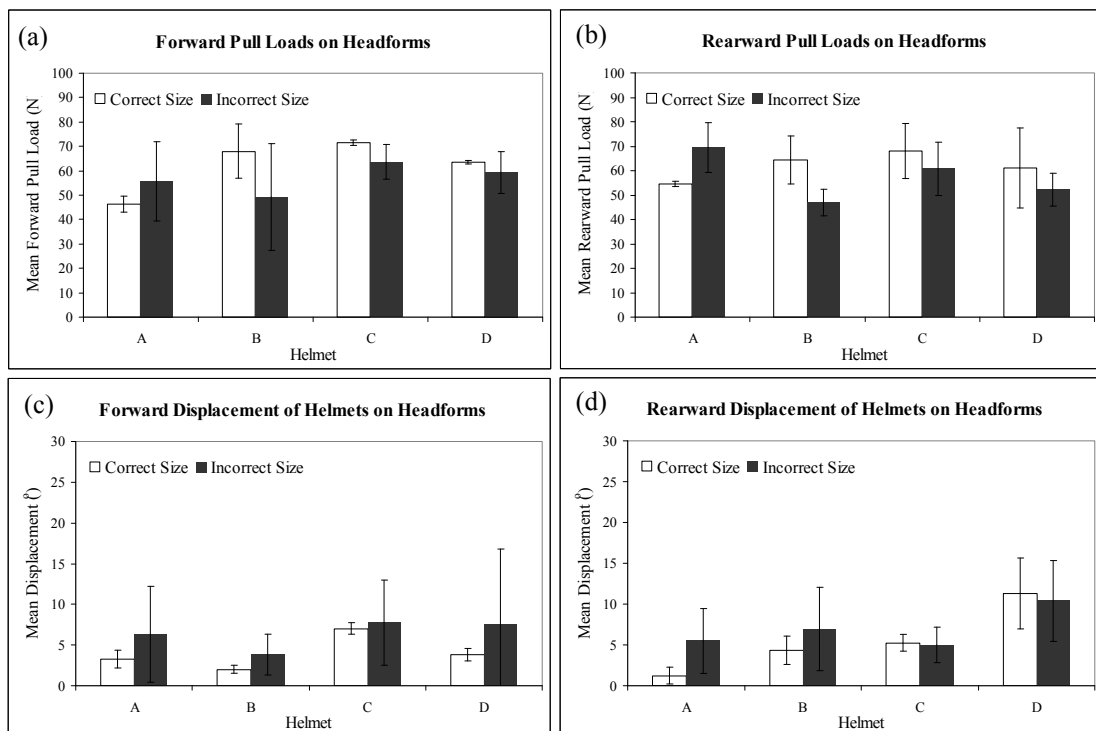 (a)
Forward Pull Loads on Headforms
Correct Size Incorrect Size
Mean Forward Pull Load (N
100
90
80
70
60
50
40
30
20
10
0
A B C D
Helmet
(b)
Rearward Pull Loads on Headforms
Correct Size Incorrect Size
Mean Rearward Pull Load (N
100
90
80
70
60
50
40
30
20
10
0
A B C D
Helmet
(c)
Forward Displacement of Helmets on Headforms
Correct Size Incorrect Size
Mean Displacement (°)
30
25
20
15
10
5
0
A B C D
Helmet
(d)
Rearward Displacement of Helmets on Headforms
Correct Size Incorrect Size
Mean Displacement (°)
30
25
20
15
10
5
0
A B C D
Helmet